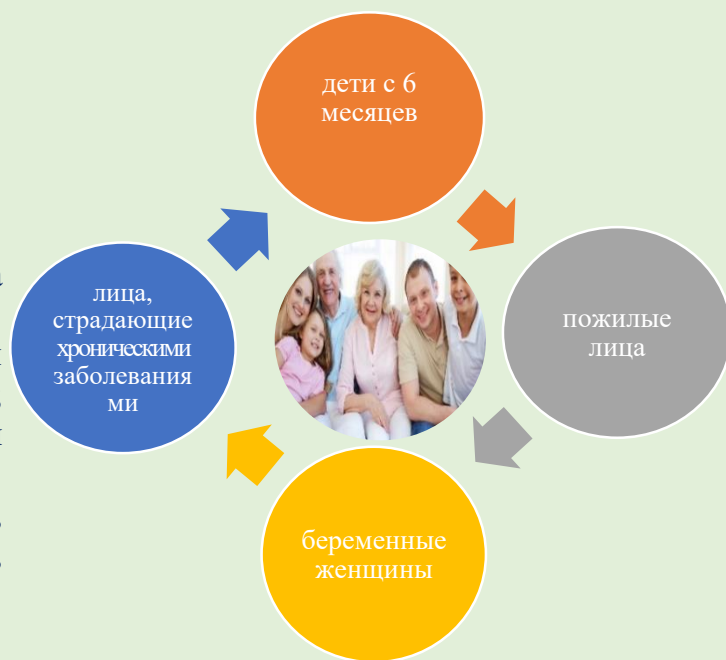 дети с 6
месяцев
лица,
страдающие
хроническими
заболевания
ми
пожилые
лица
беременные
женщины